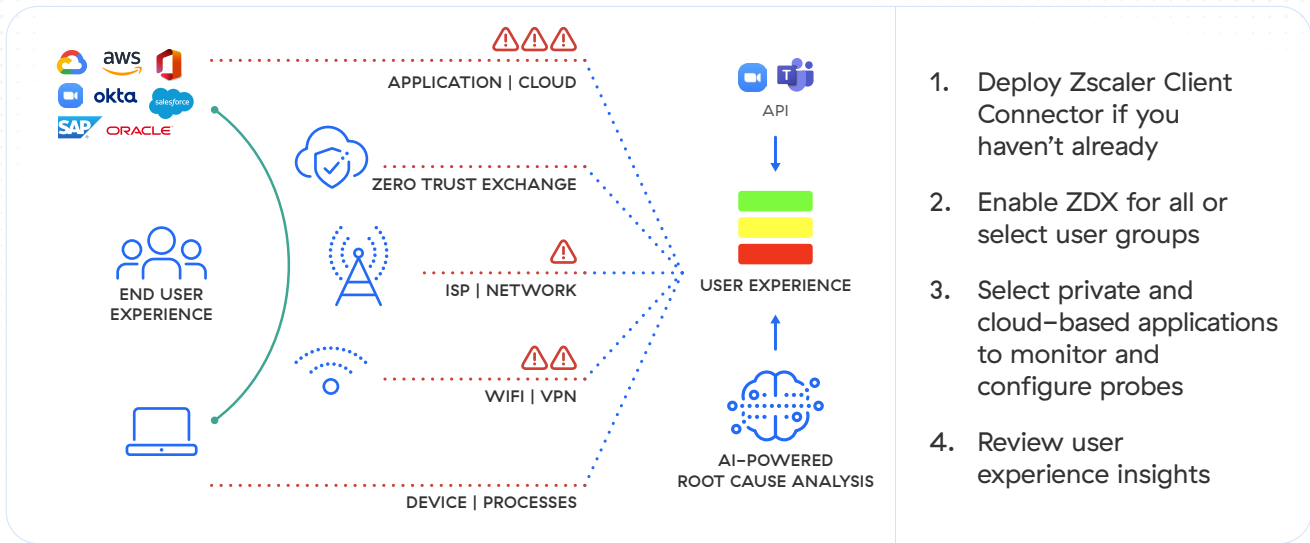 aws
okta
salesforce
SAP
ORACLE
APPLICATION | CLOUD
ZERO TRUST EXCHANGE
END USER
EXPERIENCE
ISP | NETWORK
WIFI | VPN
DEVICE | PROCESSES
T
API
USER EXPERIENCE
AI-POWERED
ROOT CAUSE ANALYSIS
1. Deploy Zscaler Client
Connector if you
haven't already
2. Enable ZDX for all or
select user groups
3. Select private and
cloud-based applications
to monitor and
configure probes
4. Review user
experience insights